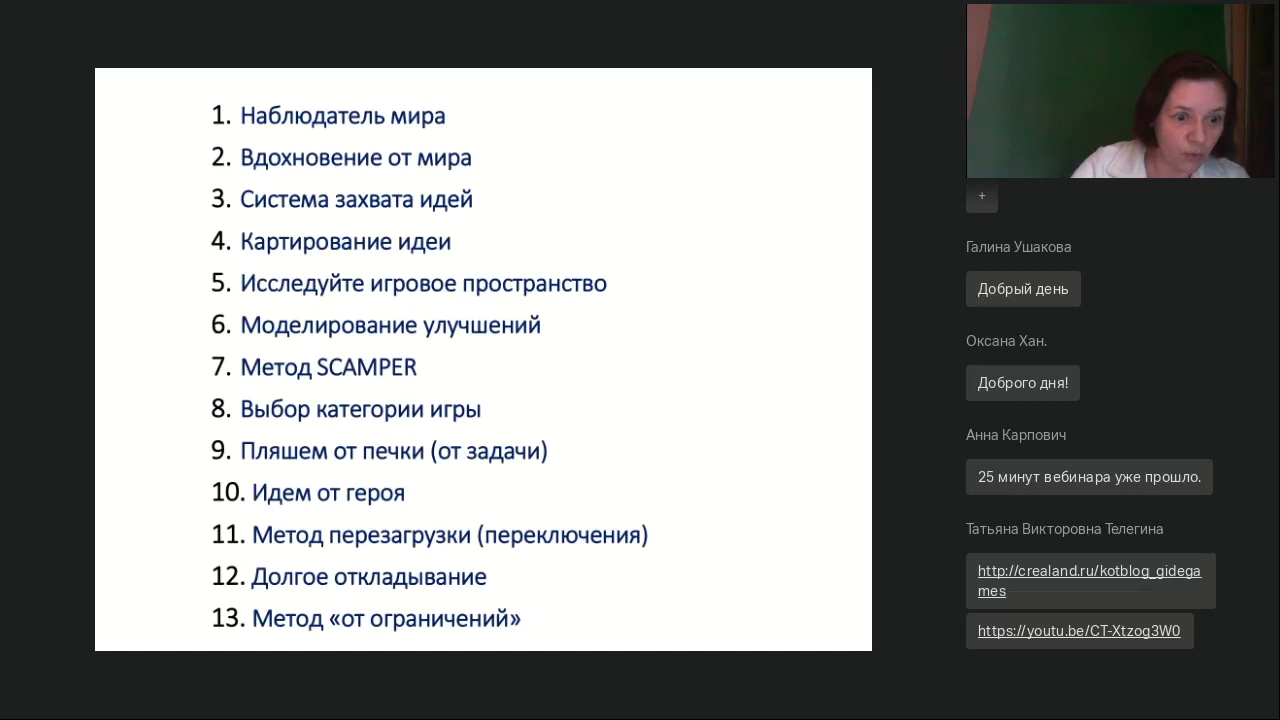 1. Наблюдатель мира
2. Вдохновение от мира
3. Система захвата идей
4. Картирование идеи
5. Исследуйте игровое пространство
6. Моделирование улучшений
7. Метод SCAMPER
8. Выбор категории игры
9. Пляшем от печки (от задачи)
10. Идем от героя
11. Метод перезагрузки (переключения)
12. Долгое откладывание
13. Метод «от ограничений»
+
Галина Ушакова
Добрый день
Оксана Хан.
Доброго дня!
Анна Карпович
25 минут вебинара уже прошло.
Татьяна Викторовна Телегина
http://crealand.ru/kotblog_gidega
mes
https://youtu.be/CT-Xtzog3W0